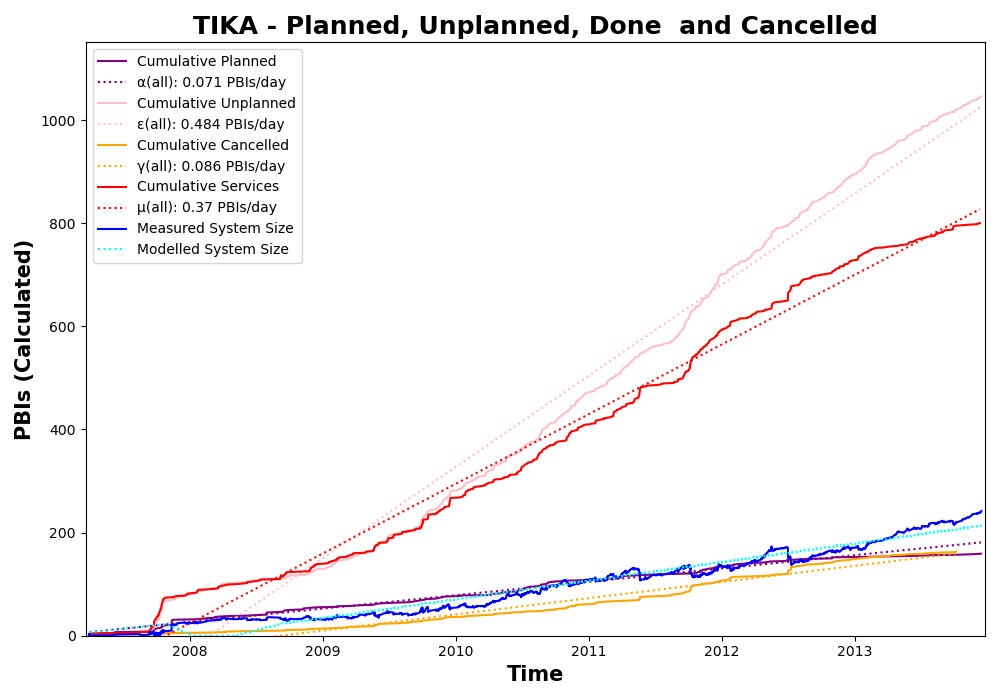 TIKA - Planned, Unplanned, Done  and Cancelled
Cumulative Planned
α(all): 0.071 PBIs/day
Cumulative Unplanned
ε(all): 0.484 PBIs/day
Cumulative Cancelled
γ(all): 0.086 PBIs/day
Cumulative Services
μ(all): 0.37 PBIs/day
Measured System Size
Modelled System Size
PBIs (Calculated)
1000
800
600
400
200
0
2008
2009
2010
2011
2012
2013
Time